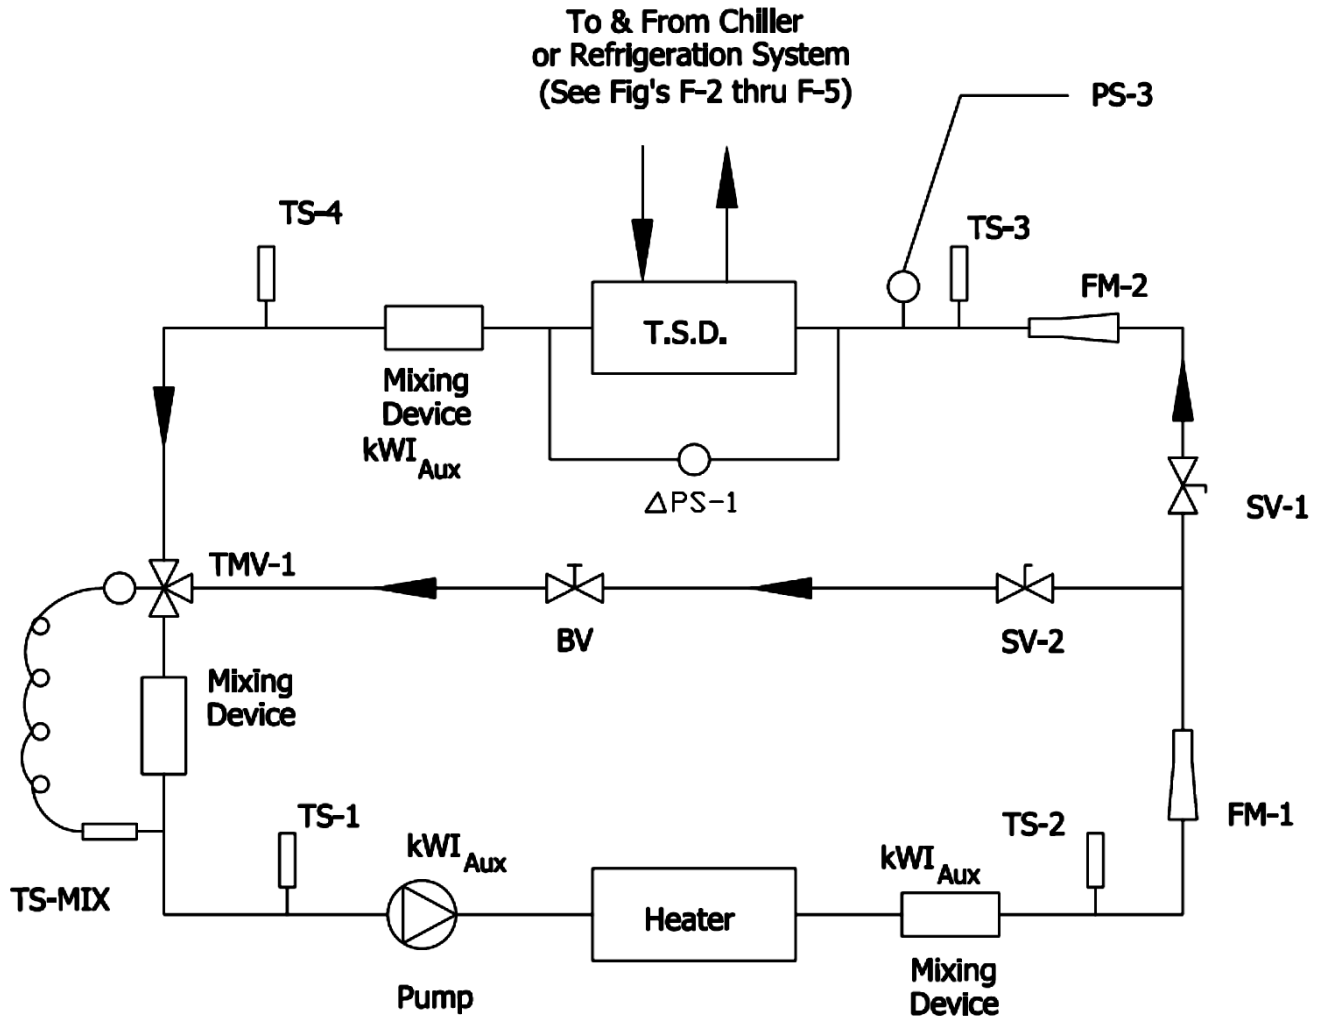 To & From Chiller
or Refrigeration System
(See Fig's F-2 thru F-5)
PS-3
TS-4
TS-3
FM-2
T.S.D.
Mixing
Device
kWI Aux
ΔPS-1
SV-1
TMV-1
BV
SV-2
Mixing
Device
TS-1
kWI Aux
TS-2
FM-1
kWI Aux
TS-MIX
Heater
Pump
Mixing
Device